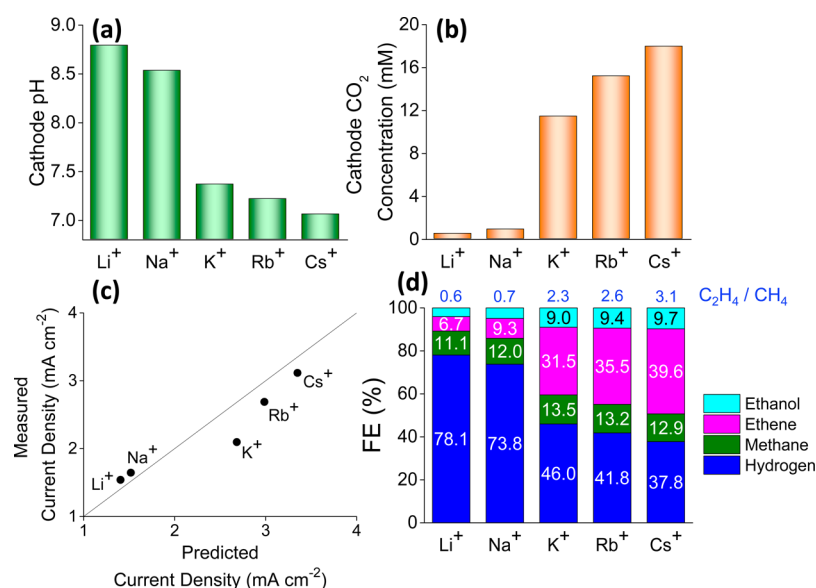 (a)
9.0
8.5
8.0
7.5
7.0
Cathode pH
Li+ Na+ K+ Rb+ Cs+
(b)
20
16
12
8
4
0
Cathode CO2
Concentration (mM)
Li+ Na+ K+ Rb+ Cs+
(c)
4
3
2
1
Measured
Current Density (mA cm-2)
Cs+
Rb+
K+
Na+
Li+
1 2 3 4
Predicted
Current Density (mA cm-2)
(d)
0.6 0.7 2.3 2.6 3.1 C2H4 / CH4
100
80
60
40
20
0
FE (%)
9.0 9.4 9.7
6.7 9.3 31.5 35.5 39.6
11.1 12.0 13.5 13.2 12.9
78.1 73.8 46.0 41.8 37.8
Li+ Na+ K+ Rb+ Cs+
Ethanol
Ethene
Methane
Hydrogen